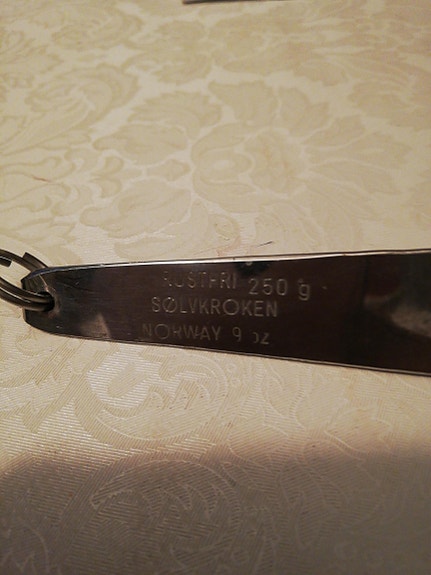 RUSTFRI 250 g
SØLVKROKEN
NORWAY 9 oz